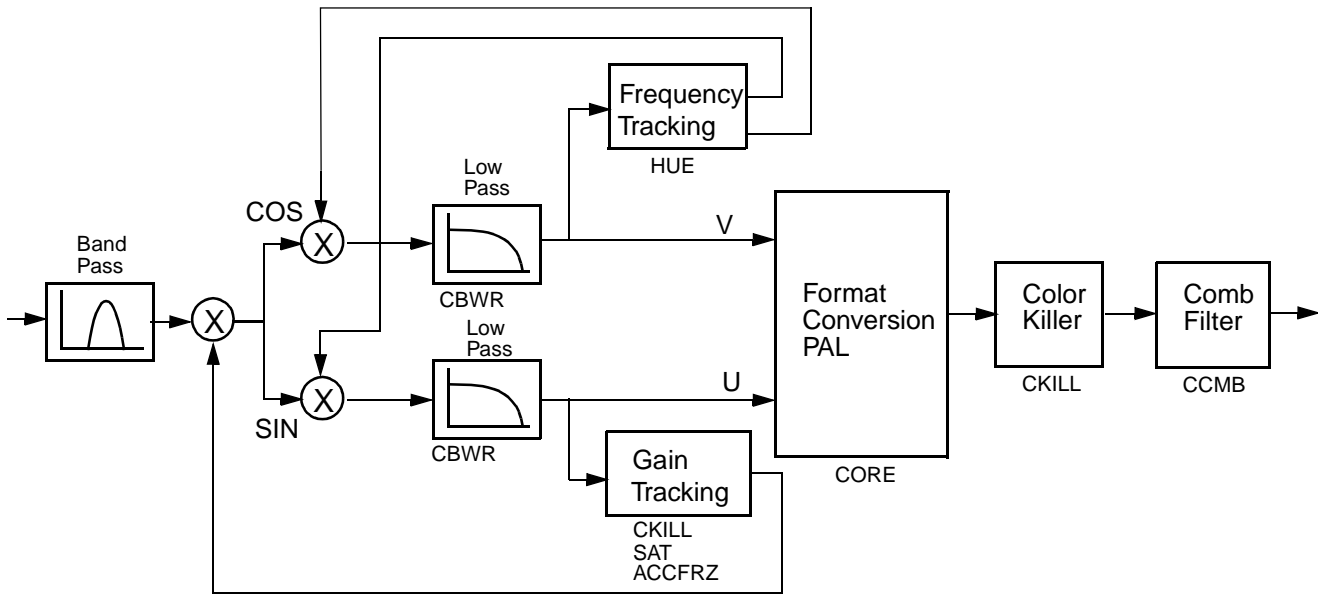 Frequency
Tracking
HUE
Low
Pass
COS
X
V
CBWR
Band
Pass
X
Low
Pass
Format
Conversion
PAL
Color
Killer
Comb
Filter
CKILL
CCMB
U
X
SIN
CBWR
Gain
Tracking
CORE
CKILL
SAT
ACCFRZ